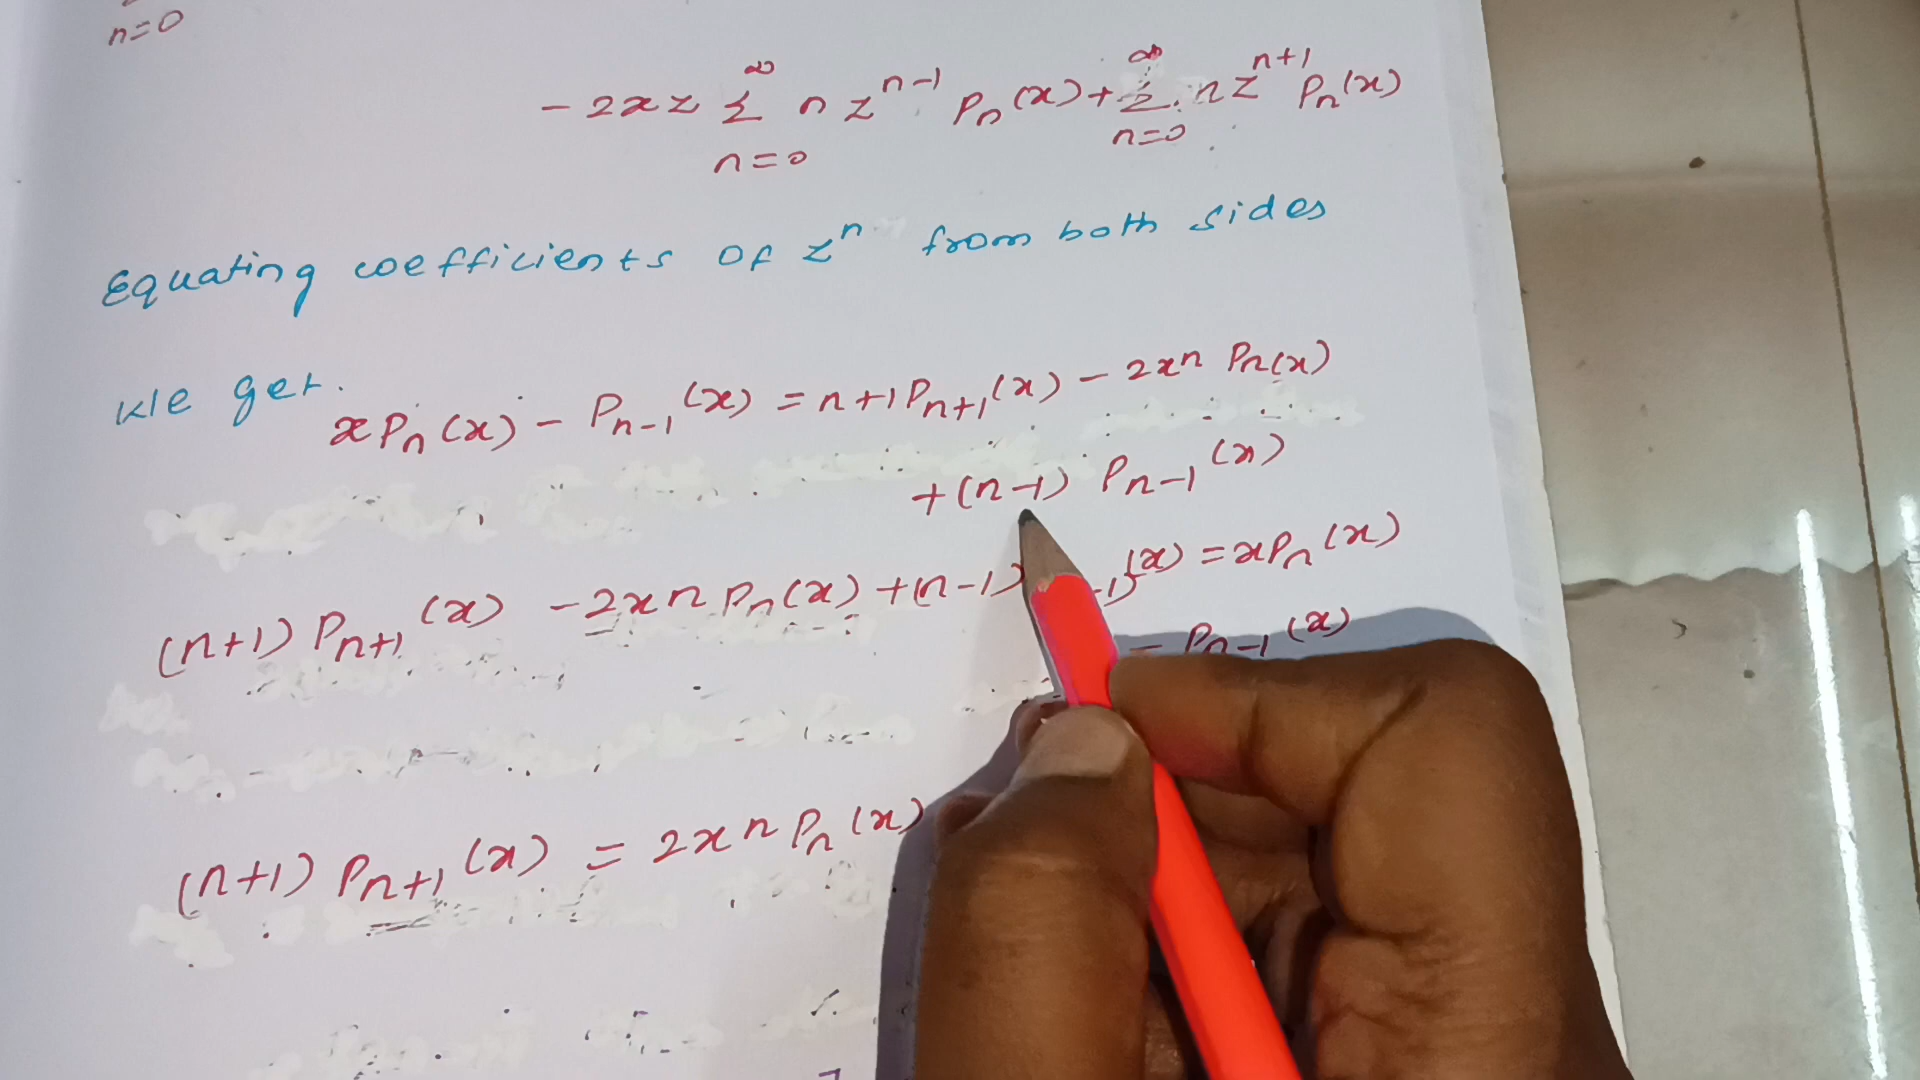 n=0
∞ ∞
- 2xz Σ n z^{n-1} P_n(x) + Σ n z^{n+1} P_n(x)
n=0 n=0
Equating coefficients of z^n from both sides
We get.
xP_n(x) - P_{n-1}(x) = n+1 P_{n+1}(x) - 2xn P_n(x)
+(n-1) P_{n-1}(x)
(n+1) P_{n+1}(x) - 2xn P_n(x) + (n-1) -1)(x) = xP_n(x)
- P_{n-1}(x)
(n+1) P_{n+1}(x) = 2xn P_n(x)